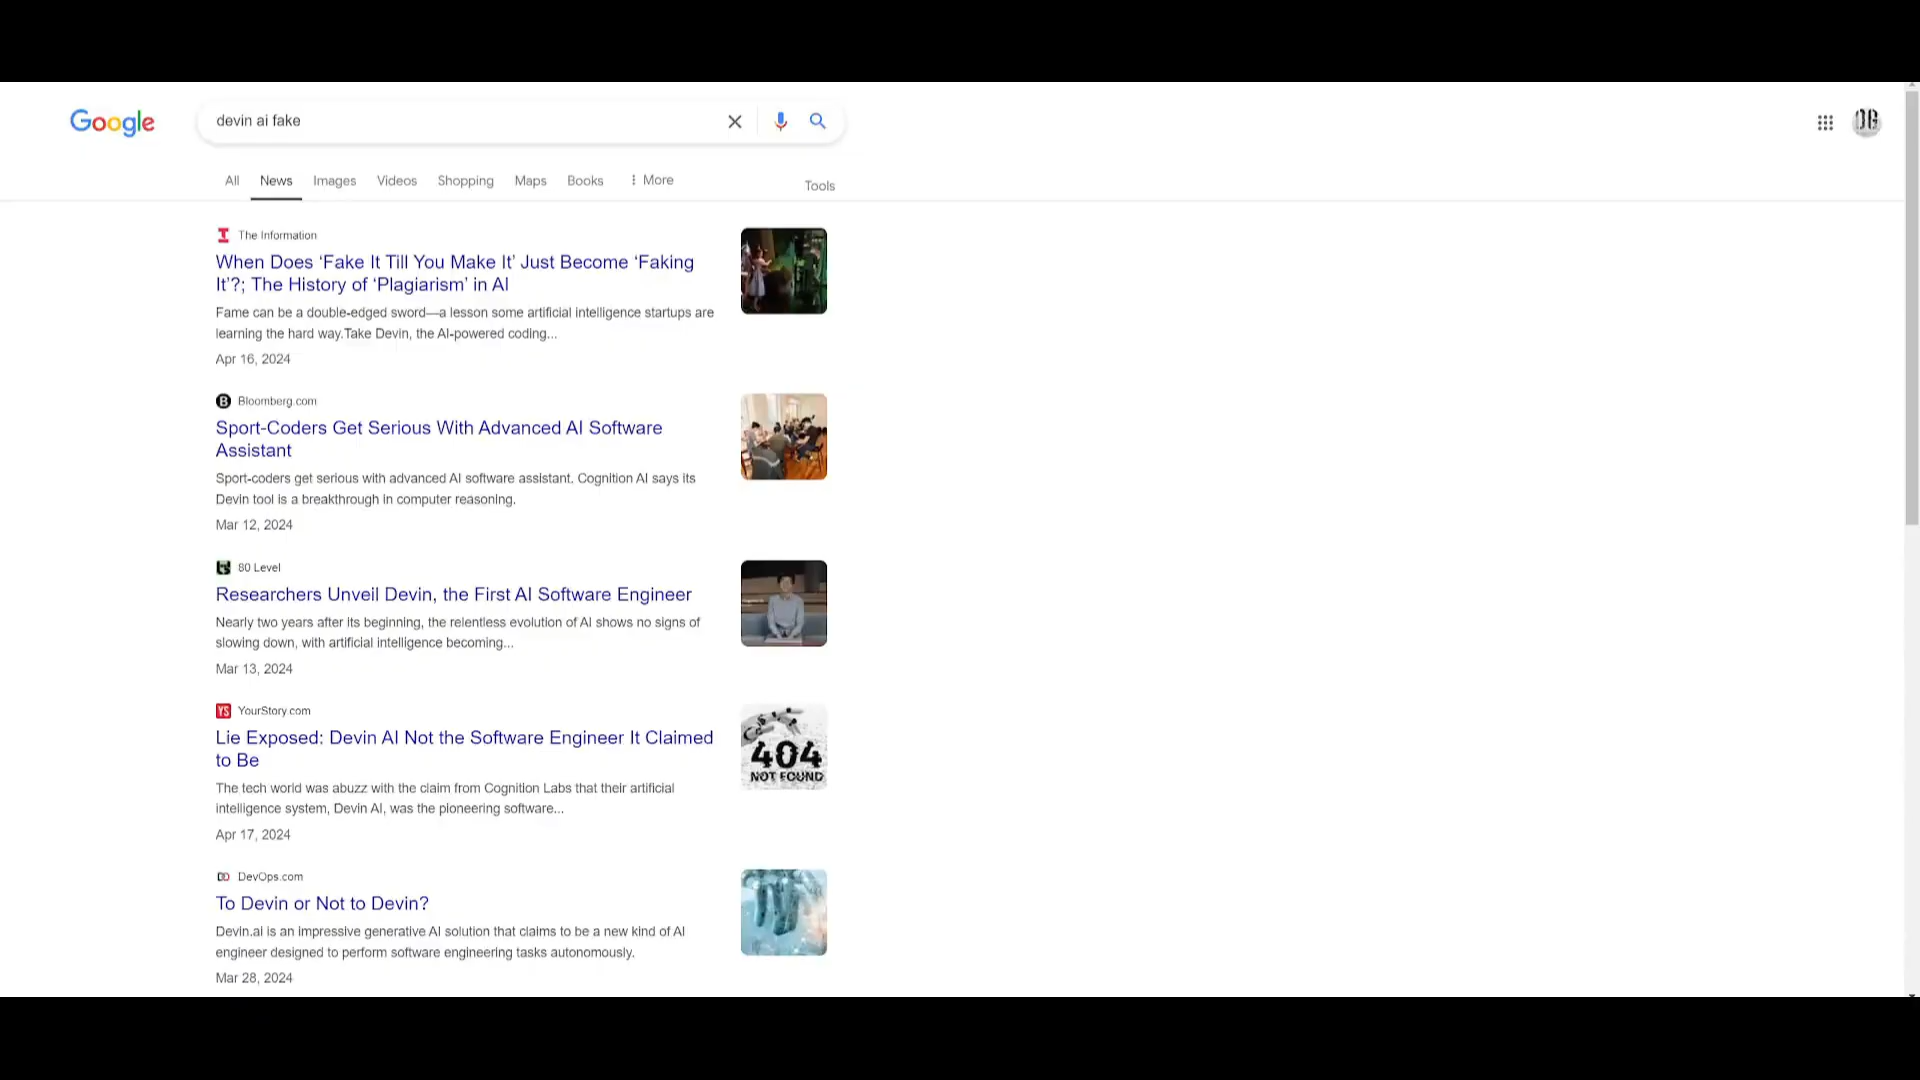 Google
devin ai fake
All News Images Videos Shopping Maps Books More
Tools
The Information
When Does ‘Fake It Till You Make It’ Just Become ‘Faking
It’?; The History of ‘Plagiarism’ in AI
Fame can be a double-edged sword—a lesson some artificial intelligence startups are
learning the hard way.Take Devin, the AI-powered coding...
Apr 16, 2024
Bloomberg.com
Sport-Coders Get Serious With Advanced AI Software
Assistant
Sport-coders get serious with advanced AI software assistant. Cognition AI says its
Devin tool is a breakthrough in computer reasoning.
Mar 12, 2024
80 Level
Researchers Unveil Devin, the First AI Software Engineer
Nearly two years after its beginning, the relentless evolution of AI shows no signs of
slowing down, with artificial intelligence becoming...
Mar 13, 2024
YS YourStory.com
Lie Exposed: Devin AI Not the Software Engineer It Claimed
to Be
The tech world was abuzz with the claim from Cognition Labs that their artificial
intelligence system, Devin AI, was the pioneering software...
Apr 17, 2024
404
NOT FOUND
DevOps.com
To Devin or Not to Devin?
Devin.ai is an impressive generative AI solution that claims to be a new kind of AI
engineer designed to perform software engineering tasks autonomously.
Mar 28, 2024